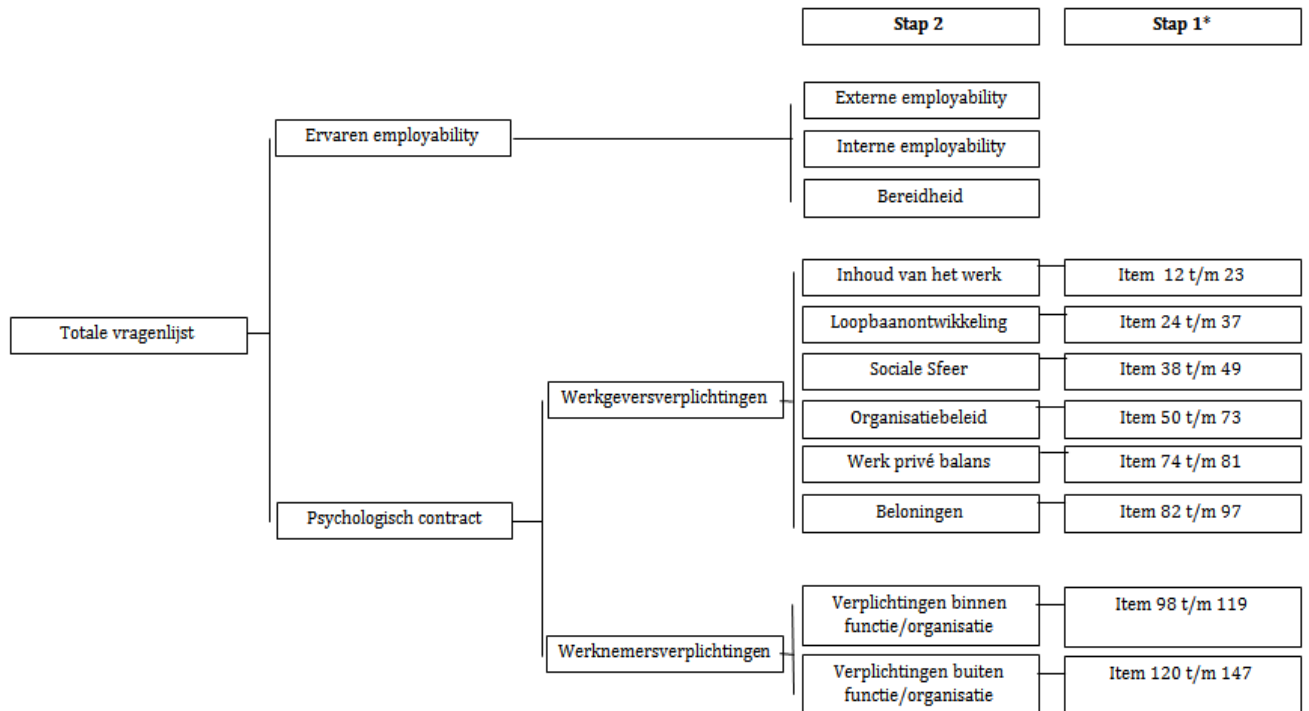 Stap 2
Stap 1*
Externe employability
Ervaren employability
Interne employability
Bereidheid
Inhoud van het werk
Item 12 t/m 23
Totale vragenlijst
Loopbaanontwikkeling
Item 24 t/m 37
Sociale Sfeer
Item 38 t/m 49
Werkgeversverplichtingen
Organisatiebeleid
Item 50 t/m 73
Werk privé balans
Item 74 t/m 81
Psychologisch contract
Beloningen
Item 82 t/m 97
Verplichtingen binnen
functie/organisatie
Item 98 t/m 119
Werknemersverplichtingen
Verplichtingen buiten
functie/organisatie
Item 120 t/m 147